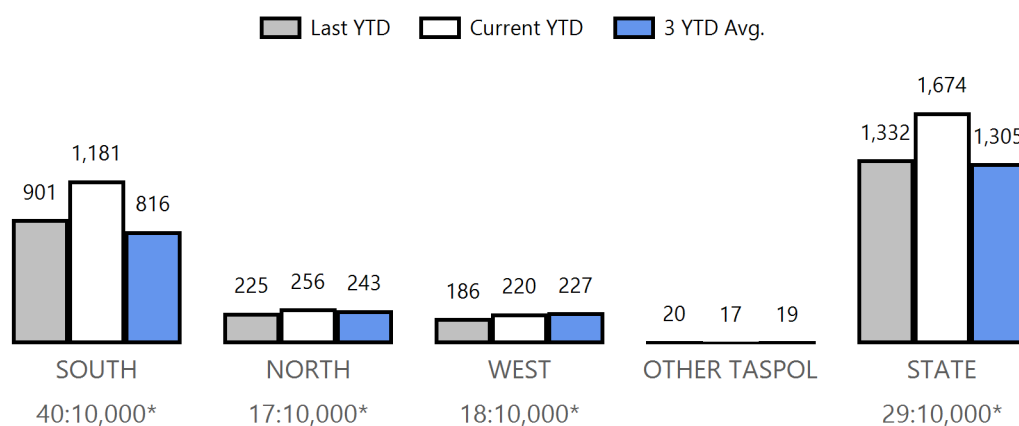 Last YTD Current YTD 3 YTD Avg.
1,674
1,332 1,305
1,181
901 816
225 256 243
186 220 227
20 17 19
SOUTH NORTH WEST OTHER TASPOL STATE
40:10,000* 17:10,000* 18:10,000* 29:10,000*